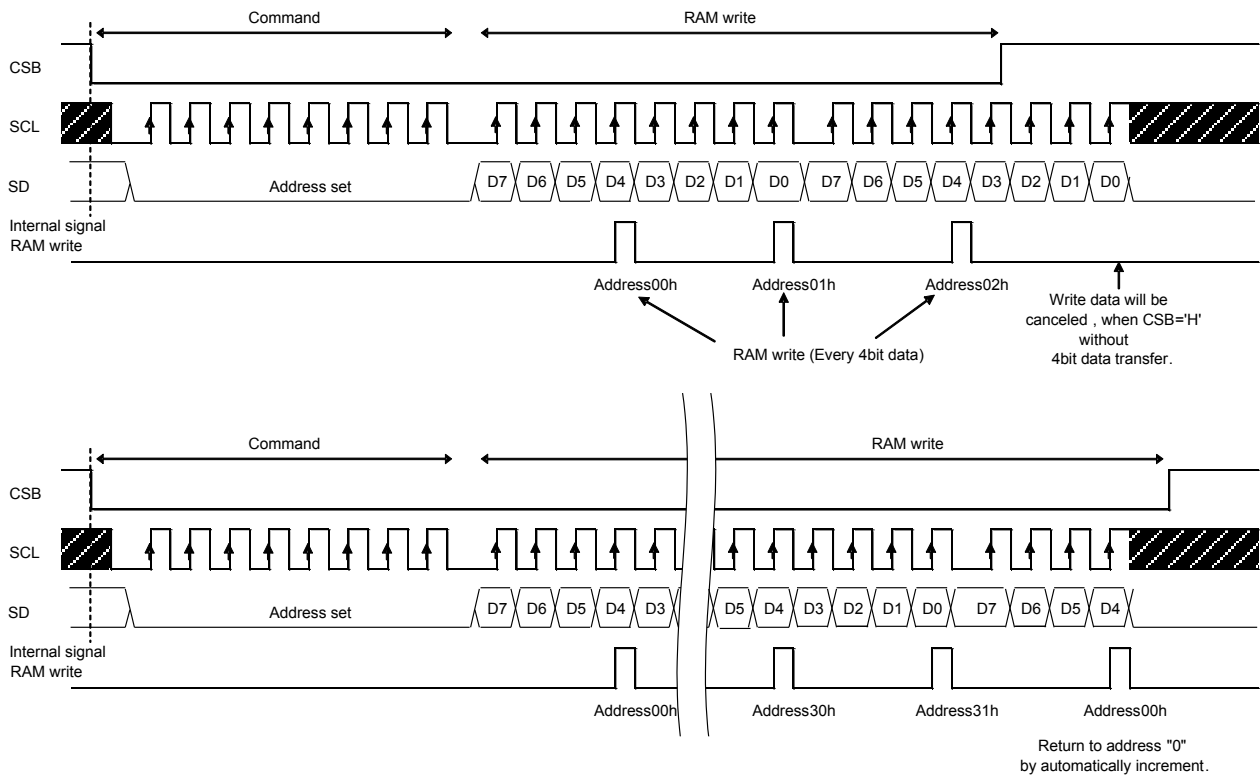 Command RAM write
CSB
SCL
SD Address set D7 D6 D5 D4 D3 D2 D1 D0 D7 D6 D5 D4 D3 D2 D1 D0
Internal signal
RAM write
Address00h Address01h Address02h
Write data will be
canceled , when CSB='H'
without
4bit data transfer.
RAM write (Every 4bit data)
Command RAM write
CSB
SCL
SD Address set D7 D6 D5 D4 D3 D5 D4 D3 D2 D1 D0 D7 D6 D5 D4
Internal signal
RAM write
Address00h Address30h Address31h Address00h
Return to address "0"
by automatically increment.